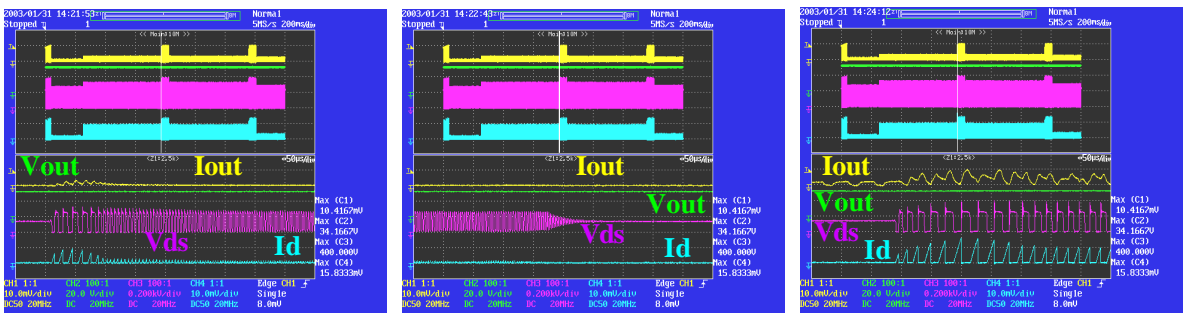 2003/01/31 14:21:53
Normal
Stopped
1
5MS/s 200ms/div
<< Main:10M >>
<Z1:2.5k>
50µs/div
Vout
Iout
Vds
Id
Max (C1)
10.4167mV
Max (C2)
34.1667V
Max (C3)
400.000V
Max (C4)
15.8333mV
CH1 1:1 CH2 100:1 CH3 100:1 CH4 1:1 Edge CH1
10.0mV/div 20.0 V/div 0.200kV/div 10.0mV/div Single
DC50 20MHz DC 20MHz DC 20MHz DC50 20MHz 8.0mV
2003/01/31 14:22:43
Normal
Stopped
1
5MS/s 200ms/div
<< Main:10M >>
<Z1:2.5k>
50µs/div
Iout
Vout
Vds
Id
Max (C1)
10.4167mV
Max (C2)
34.1667V
Max (C3)
400.000V
Max (C4)
15.8333mV
CH1 1:1 CH2 100:1 CH3 100:1 CH4 1:1 Edge CH1
10.0mV/div 20.0 V/div 0.200kV/div 10.0mV/div Single
DC50 20MHz DC 20MHz DC 20MHz DC50 20MHz 8.0mV
2003/01/31 14:24:12
Normal
Stopped
1
5MS/s 200ms/div
<< Main:10M >>
<Z1:2.5k>
50µs/div
Iout
Vout
Vds
Id
Max (C1)
10.4167mV
Max (C2)
34.1667V
Max (C3)
400.000V
Max (C4)
15.8333mV
CH1 1:1 CH2 100:1 CH3 100:1 CH4 1:1 Edge CH1
10.0mV/div 20.0 V/div 0.200kV/div 10.0mV/div Single
DC50 20MHz DC 20MHz DC 20MHz DC50 20MHz 8.0mV